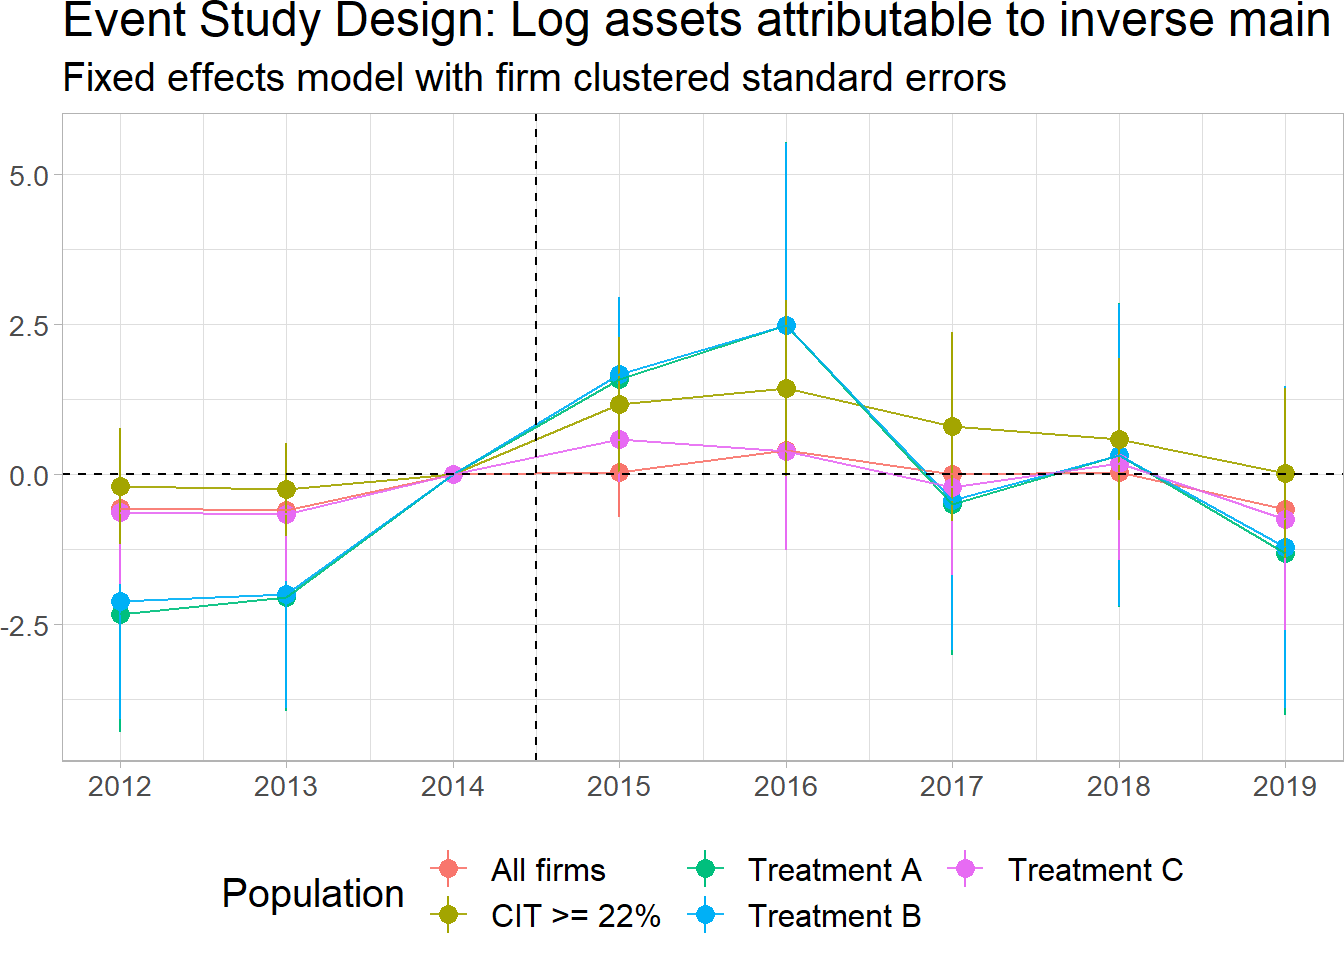 Event Study Design: Log assets attributable to inverse main
Fixed effects model with firm clustered standard errors
5.0
2.5
0.0
-2.5
2012 2013 2014 2015 2016 2017 2018 2019
Population
All firms Treatment A Treatment C
CIT >= 22% Treatment B